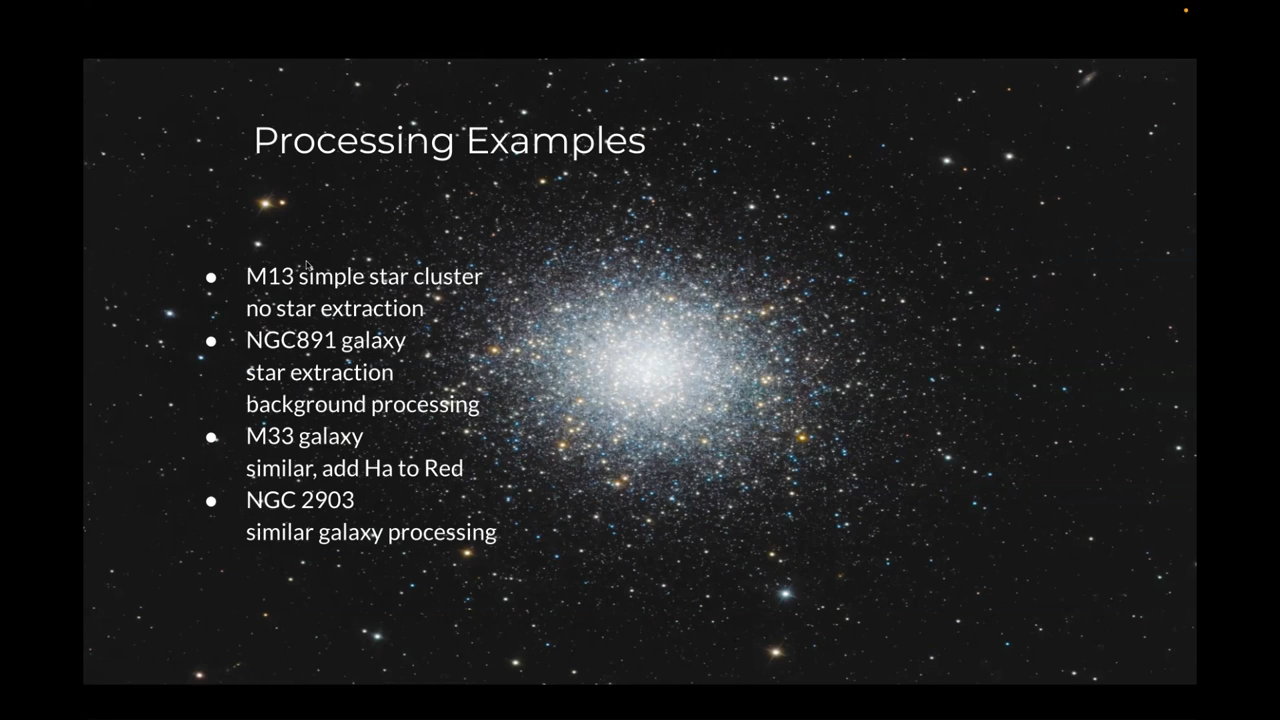 Processing Examples
● M13 simple star cluster
no star extraction
● NGC891 galaxy
star extraction
background processing
● M33 galaxy
similar, add Ha to Red
● NGC 2903
similar galaxy processing